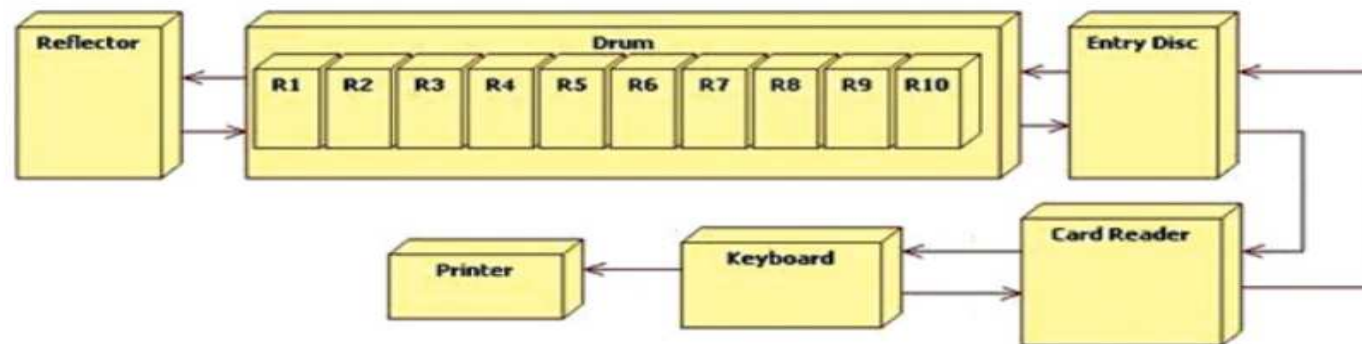 Reflector
Drum
Entry Disc
R1 R2 R3 R4 R5 R6 R7 R8 R9 R10
Card Reader
Keyboard
Printer